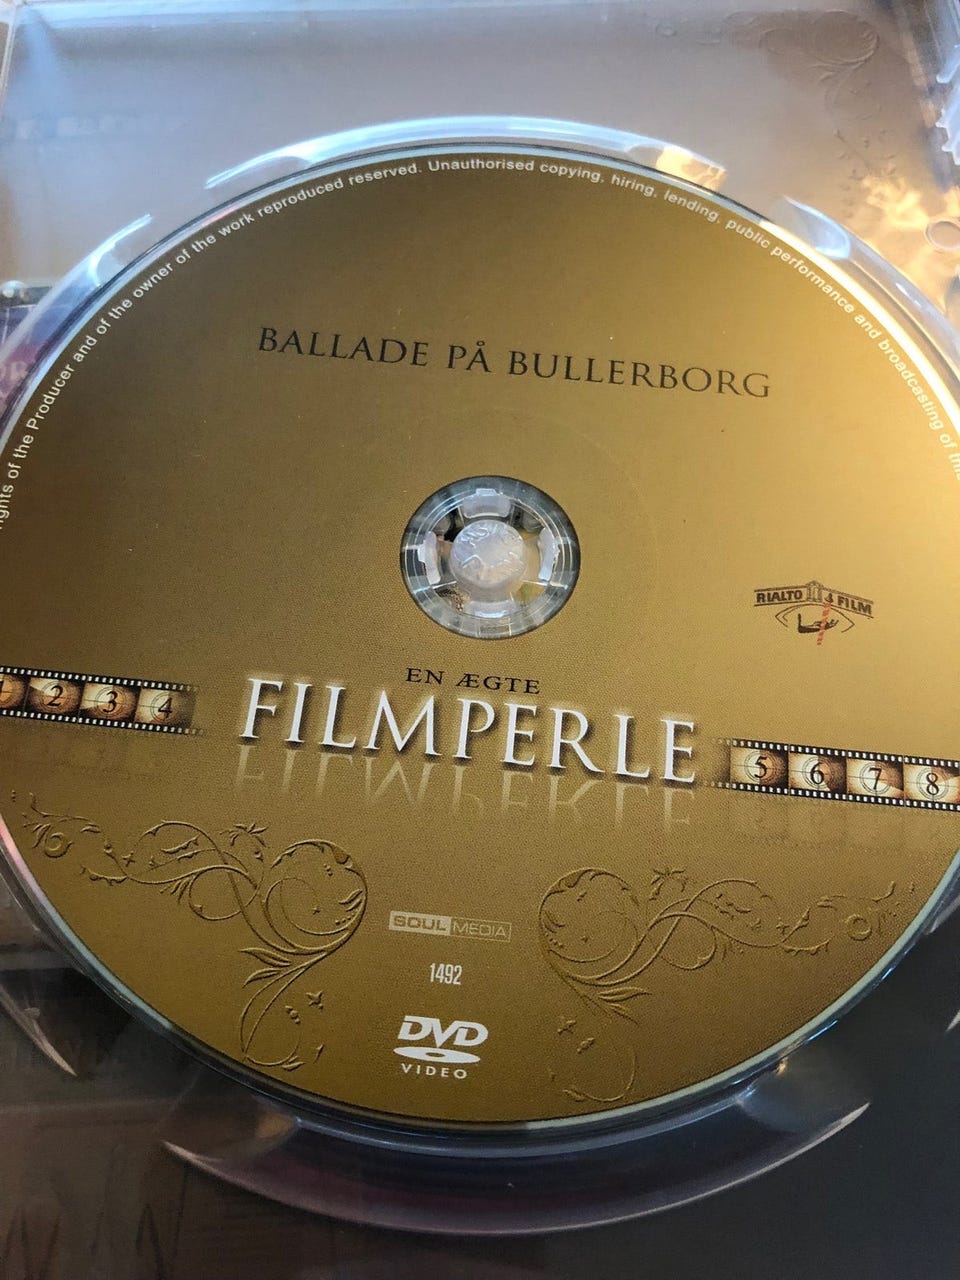 ights of the Producer and of the owner of the work reproduced reserved. Unauthorised copying, hiring, lending, public performance and broadcasting of this
BALLADE PÅ BULLERBORG
RIALTO FILM
EN ÆGTE
FILMPERLE
1 2 3 4
5 6 7 8
SOUL MEDIA
1492
DVD
VIDEO